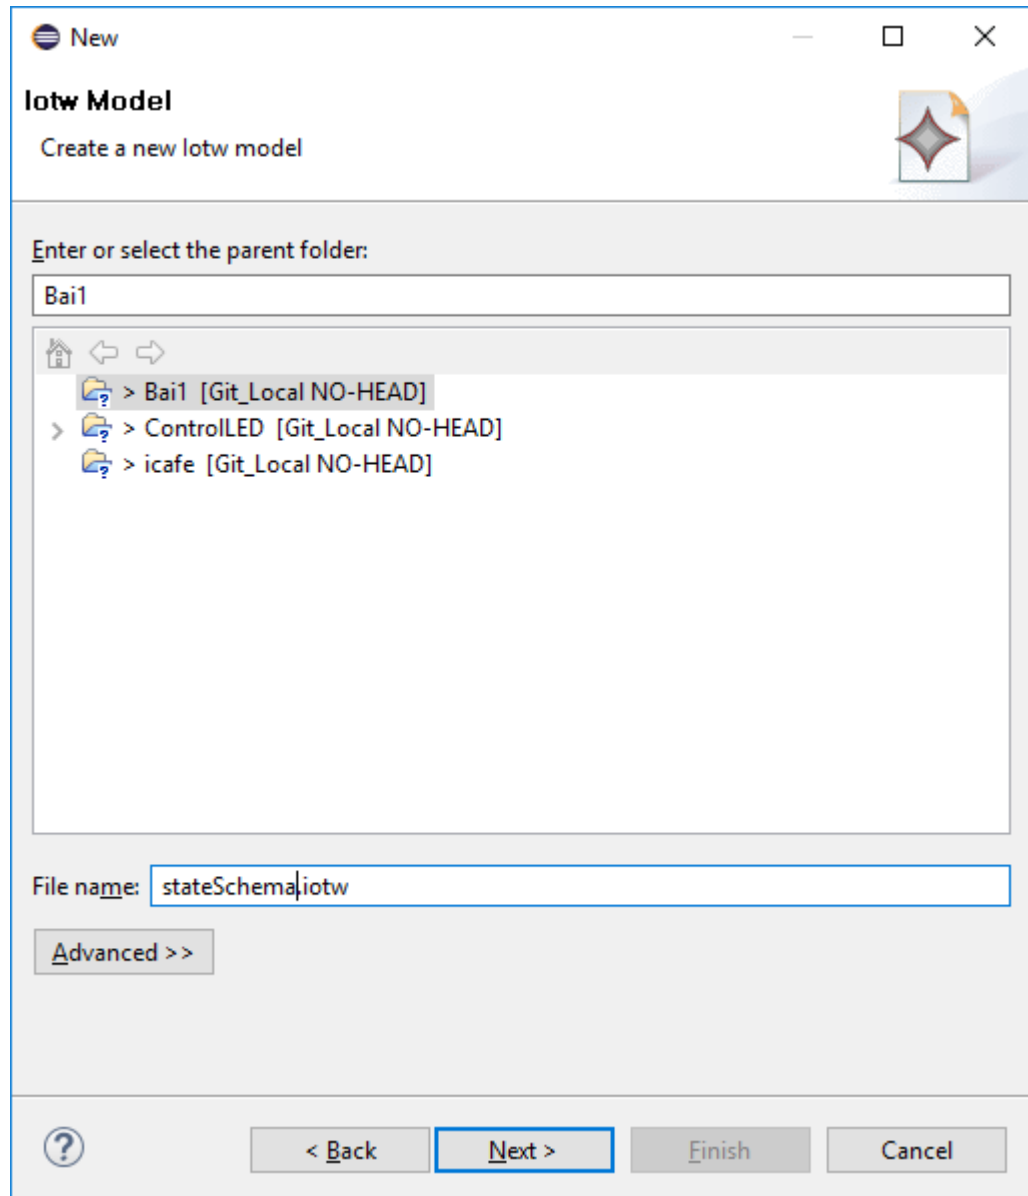 New
Iotw Model
Create a new Iotw model
Enter or select the parent folder:
Bai1
> Bai1 [Git_Local NO-HEAD]
> ControlLED [Git_Local NO-HEAD]
> icafe [Git_Local NO-HEAD]
File name: stateSchema.iotw
Advanced >>
? < Back Next > Finish Cancel